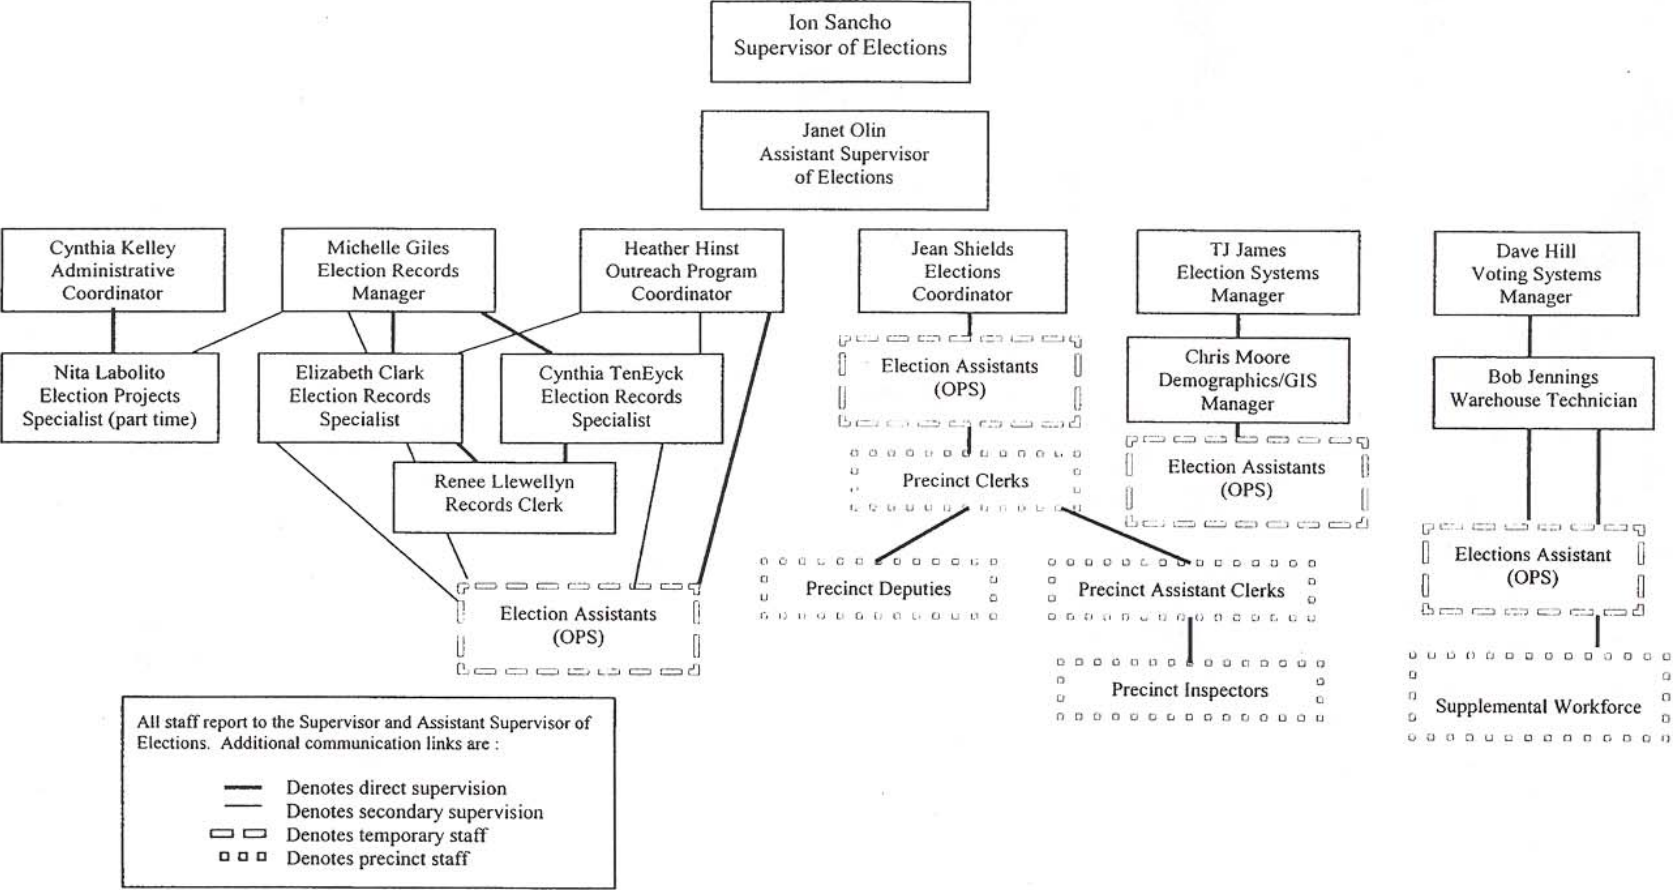 Ion Sancho
Supervisor of Elections
Janet Olin
Assistant Supervisor
of Elections
Cynthia Kelley
Administrative
Coordinator
Michelle Giles
Election Records
Manager
Heather Hinst
Outreach Program
Coordinator
Jean Shields
Elections
Coordinator
TJ James
Election Systems
Manager
Dave Hill
Voting Systems
Manager
Nita Labolito
Election Projects
Specialist (part time)
Elizabeth Clark
Election Records
Specialist
Cynthia TenEyck
Election Records
Specialist
Election Assistants
(OPS)
Chris Moore
Demographics/GIS
Manager
Bob Jennings
Warehouse Technician
Renee Llewellyn
Records Clerk
Precinct Clerks
Election Assistants
(OPS)
Elections Assistant
(OPS)
Election Assistants
(OPS)
Precinct Deputies
Precinct Assistant Clerks
Precinct Inspectors
Supplemental Workforce
All staff report to the Supervisor and Assistant Supervisor of
Elections. Additional communication links are :
Denotes direct supervision
Denotes secondary supervision
Denotes temporary staff
Denotes precinct staff